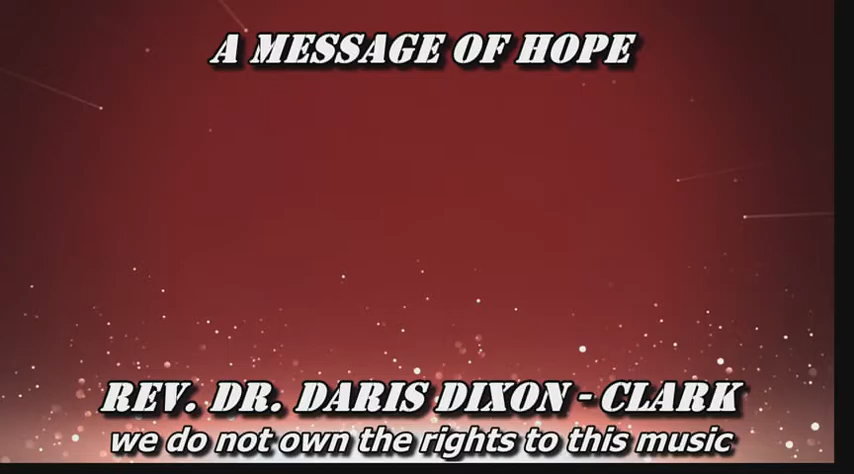 A MESSAGE OF HOPE
REV. DR. DARIS DIXON - CLARK
we do not own the rights to this music